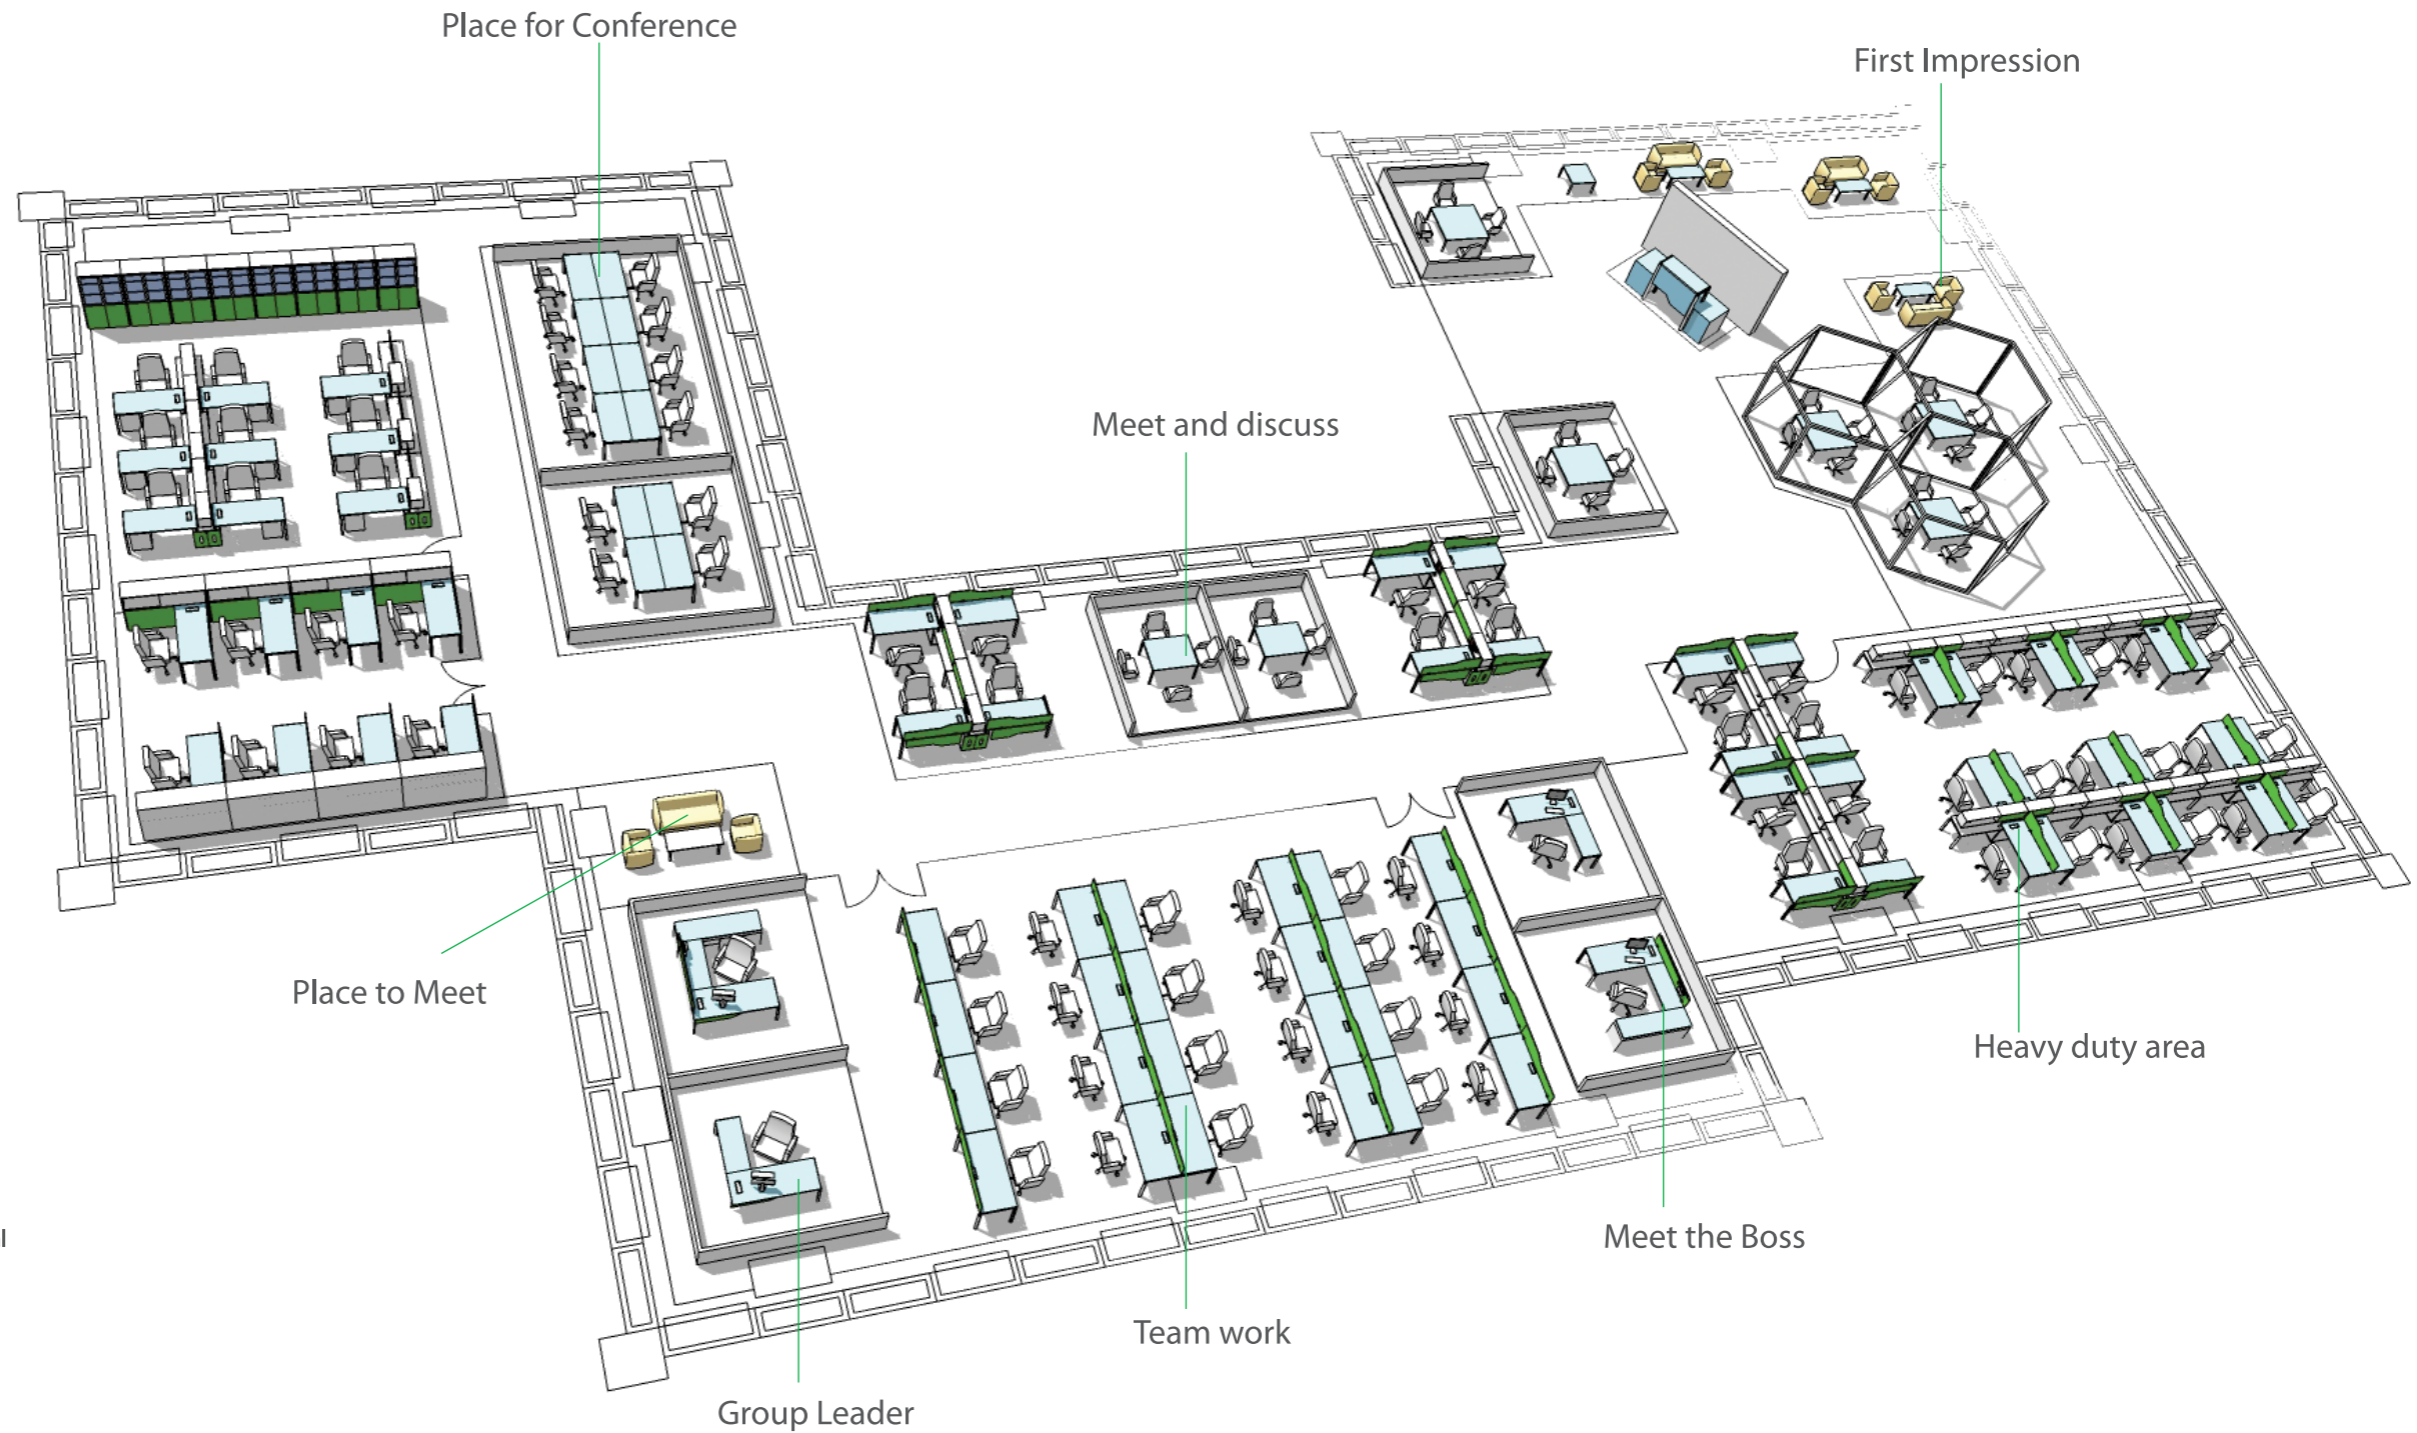 Place for Conference
First Impression
Meet and discuss
Place to Meet
Heavy duty area
Meet the Boss
Team work
Group Leader